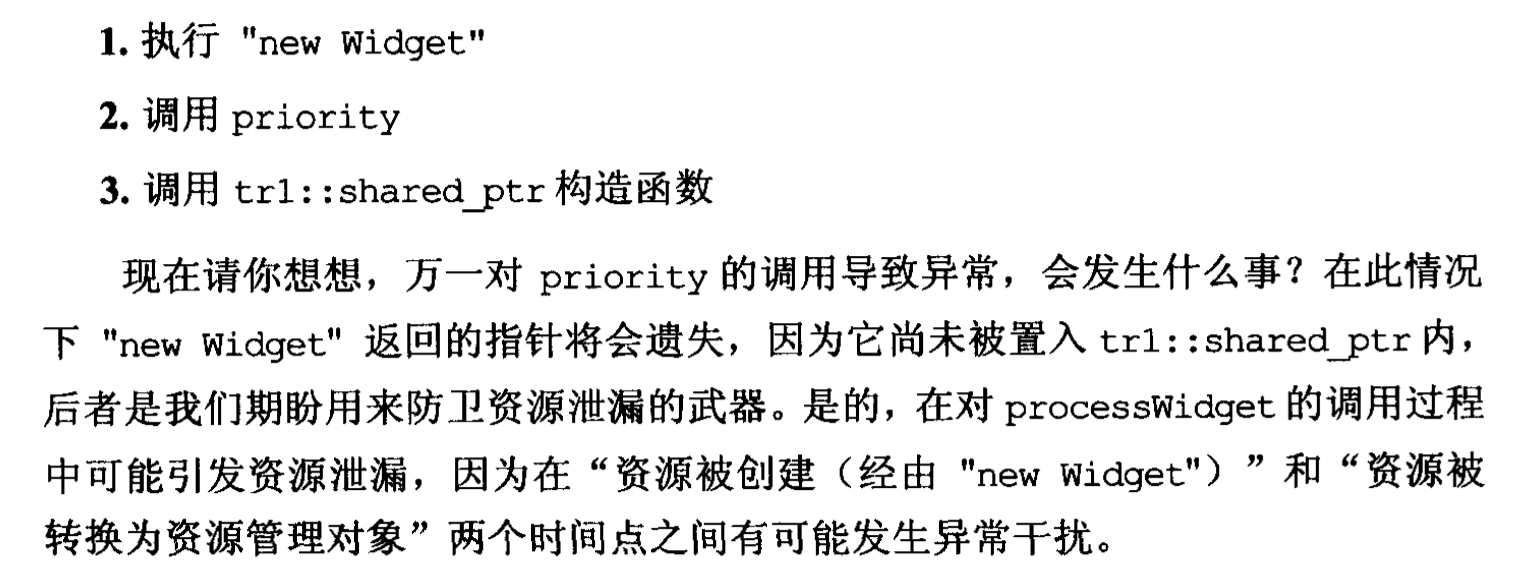 1. 执行 "new Widget"
2. 调用 priority
3. 调用 tr1::shared_ptr 构造函数
现在请你想想，万一对 priority 的调用导致异常，会发生什么事？在此情况
下 "new Widget" 返回的指针将会遗失，因为它尚未被置入 tr1::shared_ptr 内，
后者是我们期盼用来防卫资源泄漏的武器。是的，在对 processWidget 的调用过程
中可能引发资源泄漏，因为在“资源被创建（经由 "new Widget"）”和“资源被
转换为资源管理对象”两个时间点之间有可能发生异常干扰。